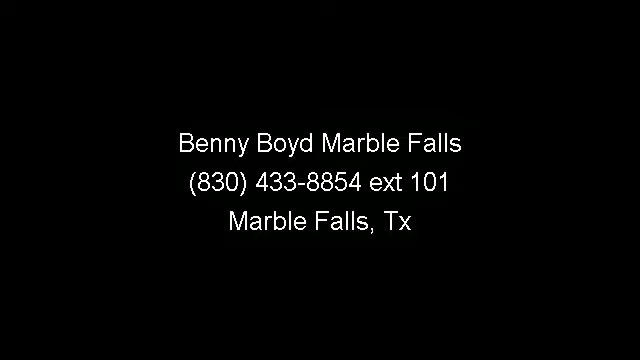 Benny Boyd Marble Falls
(830) 433-8854 ext 101
Marble Falls, Tx